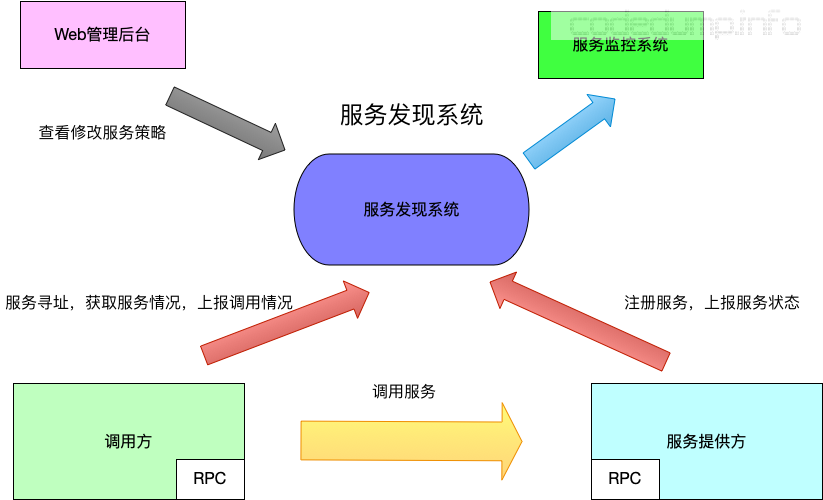 Web管理后台
codedump.info
服务监控系统
服务发现系统
查看修改服务策略
服务发现系统
服务寻址，获取服务情况，上报调用情况
注册服务，上报服务状态
调用服务
调用方
服务提供方
RPC
RPC